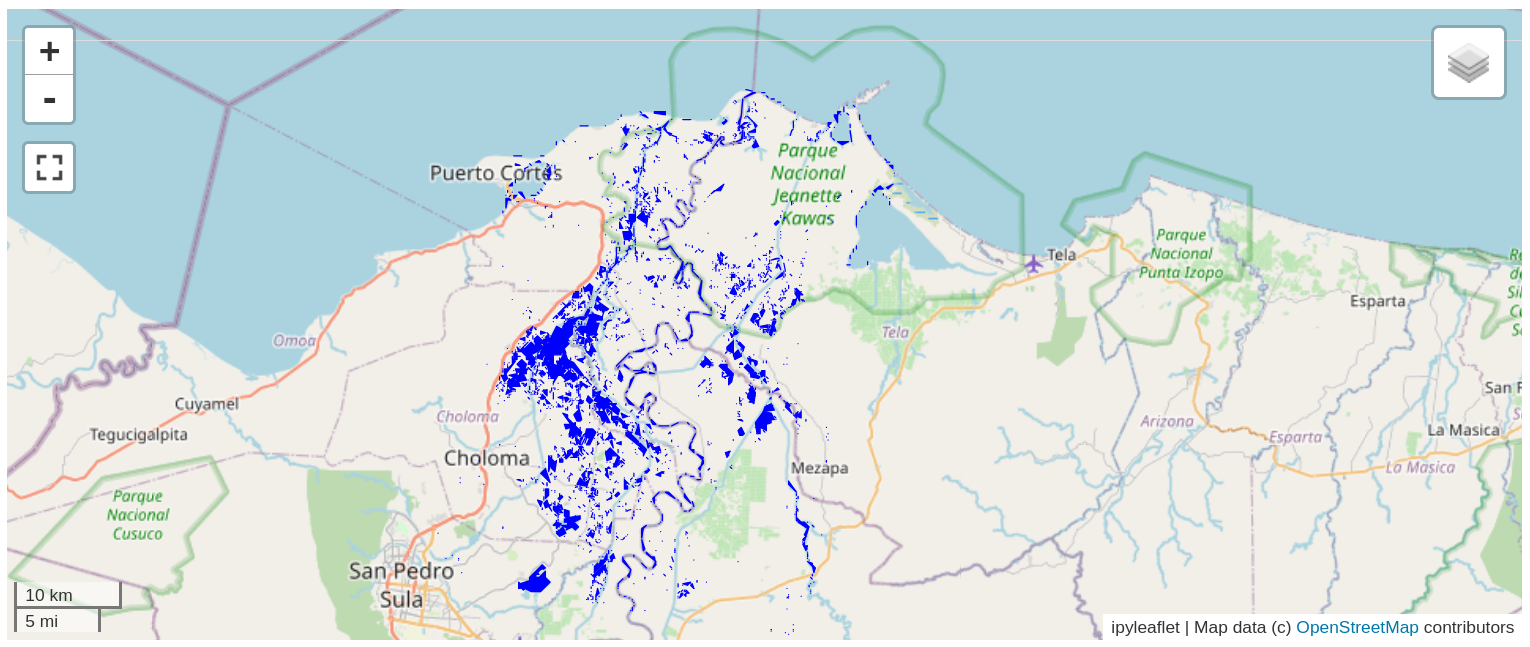 +
-
Puerto Cortés
Parque
Nacional
Jeanette
Kawas
Tela
Parque
Nacional
Punta Izopo
Esparta
Omoa
Tela
Cuyamel
Tegucigalpita
Choloma
Choloma
Arizona
Esparta
La Masica
La Masica
Mezapa
Parque
Nacional
Cusuco
San Pedro
Sula
10 km
5 mi
ipyleaflet | Map data (c) OpenStreetMap contributors